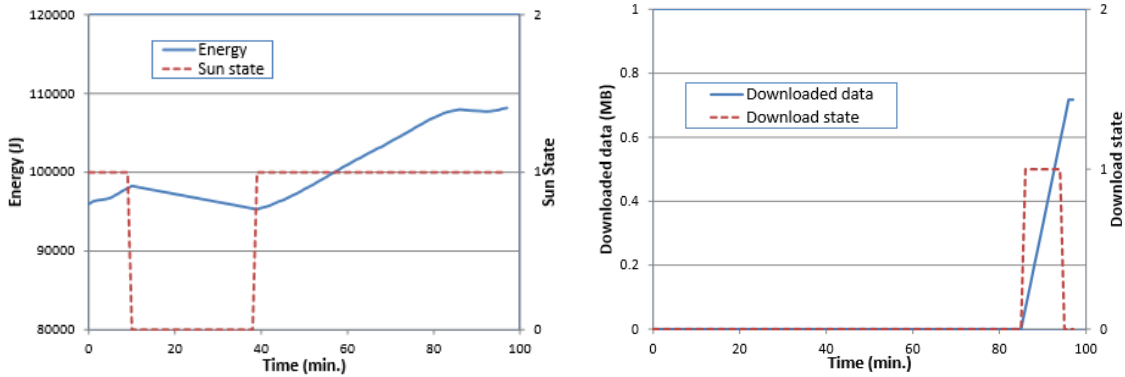 120000
110000
100000
90000
80000
Energy (J)
Energy
Sun state
2
1
0
Sun State
0
20
40
60
80
100
Time (min.)
1
0.8
0.6
0.4
0.2
0
Downloaded data (MB)
Downloaded data
Download state
2
1
0
Download state
0
20
40
60
80
100
Time (min.)